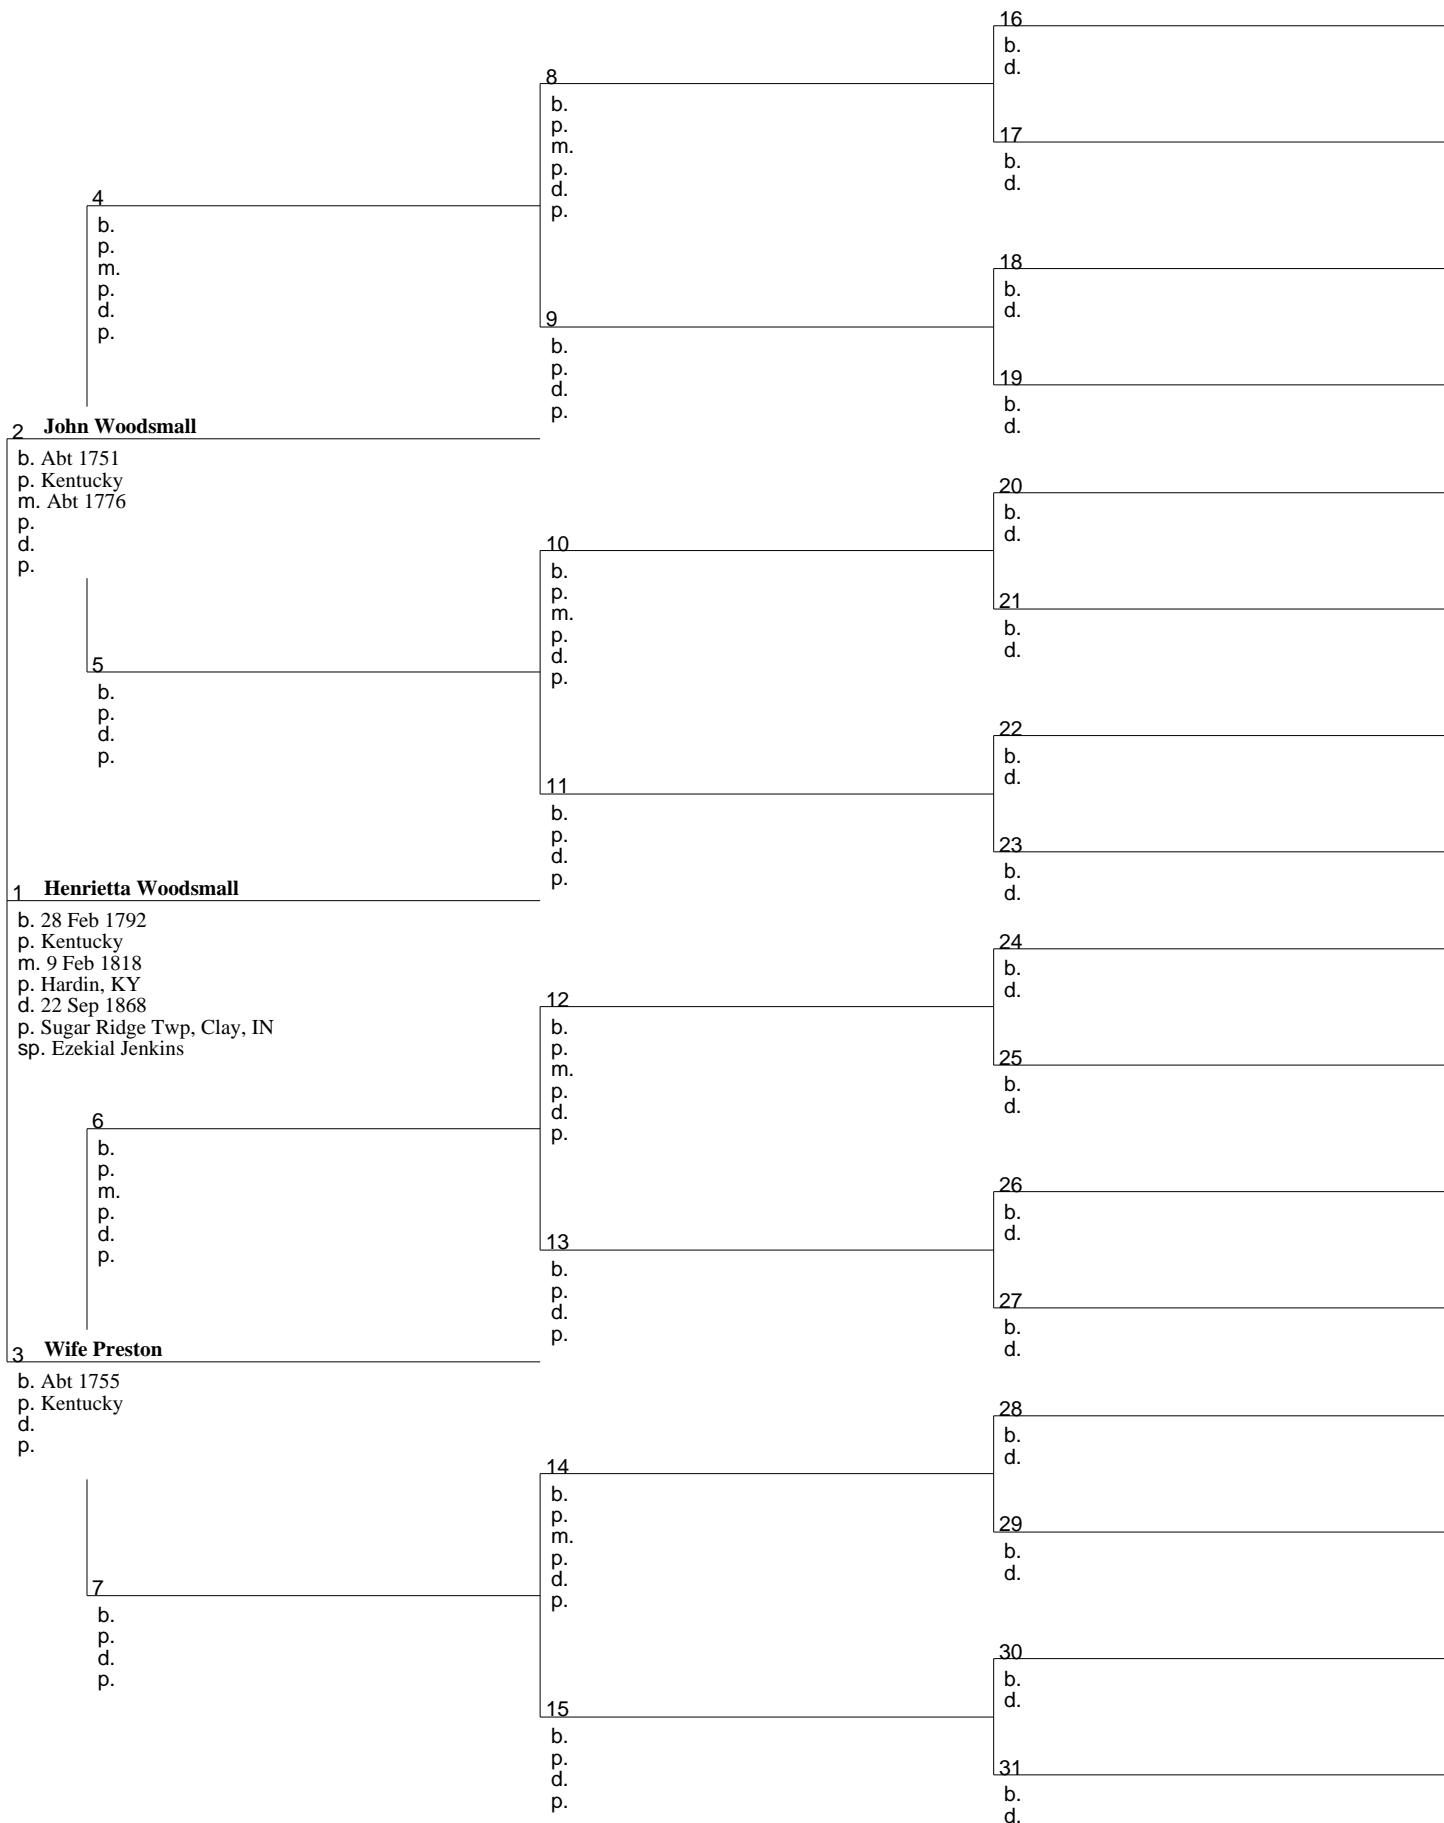 16
b.
d.
8
b.
p.
m.
p.
d.
p.
17
b.
d.
4
b.
p.
m.
p.
d.
p.
18
b.
d.
9
b.
p.
d.
p.
19
b.
d.
2 John Woodsmall
b. Abt 1751
p. Kentucky
m. Abt 1776
p.
d.
p.
20
b.
d.
10
b.
p.
m.
p.
d.
p.
21
b.
d.
5
b.
p.
d.
p.
22
b.
d.
11
b.
p.
d.
p.
23
b.
d.
1 Henrietta Woodsmall
b. 28 Feb 1792
p. Kentucky
m. 9 Feb 1818
p. Hardin, KY
d. 22 Sep 1868
p. Sugar Ridge Twp, Clay, IN
sp. Ezekial Jenkins
24
b.
d.
12
b.
p.
m.
p.
d.
p.
25
b.
d.
6
b.
p.
m.
p.
d.
p.
26
b.
d.
13
b.
p.
d.
p.
27
b.
d.
3 Wife Preston
b. Abt 1755
p. Kentucky
d.
p.
28
b.
d.
14
b.
p.
m.
p.
d.
p.
29
b.
d.
7
b.
p.
d.
p.
30
b.
d.
15
b.
p.
d.
p.
31
b.
d.